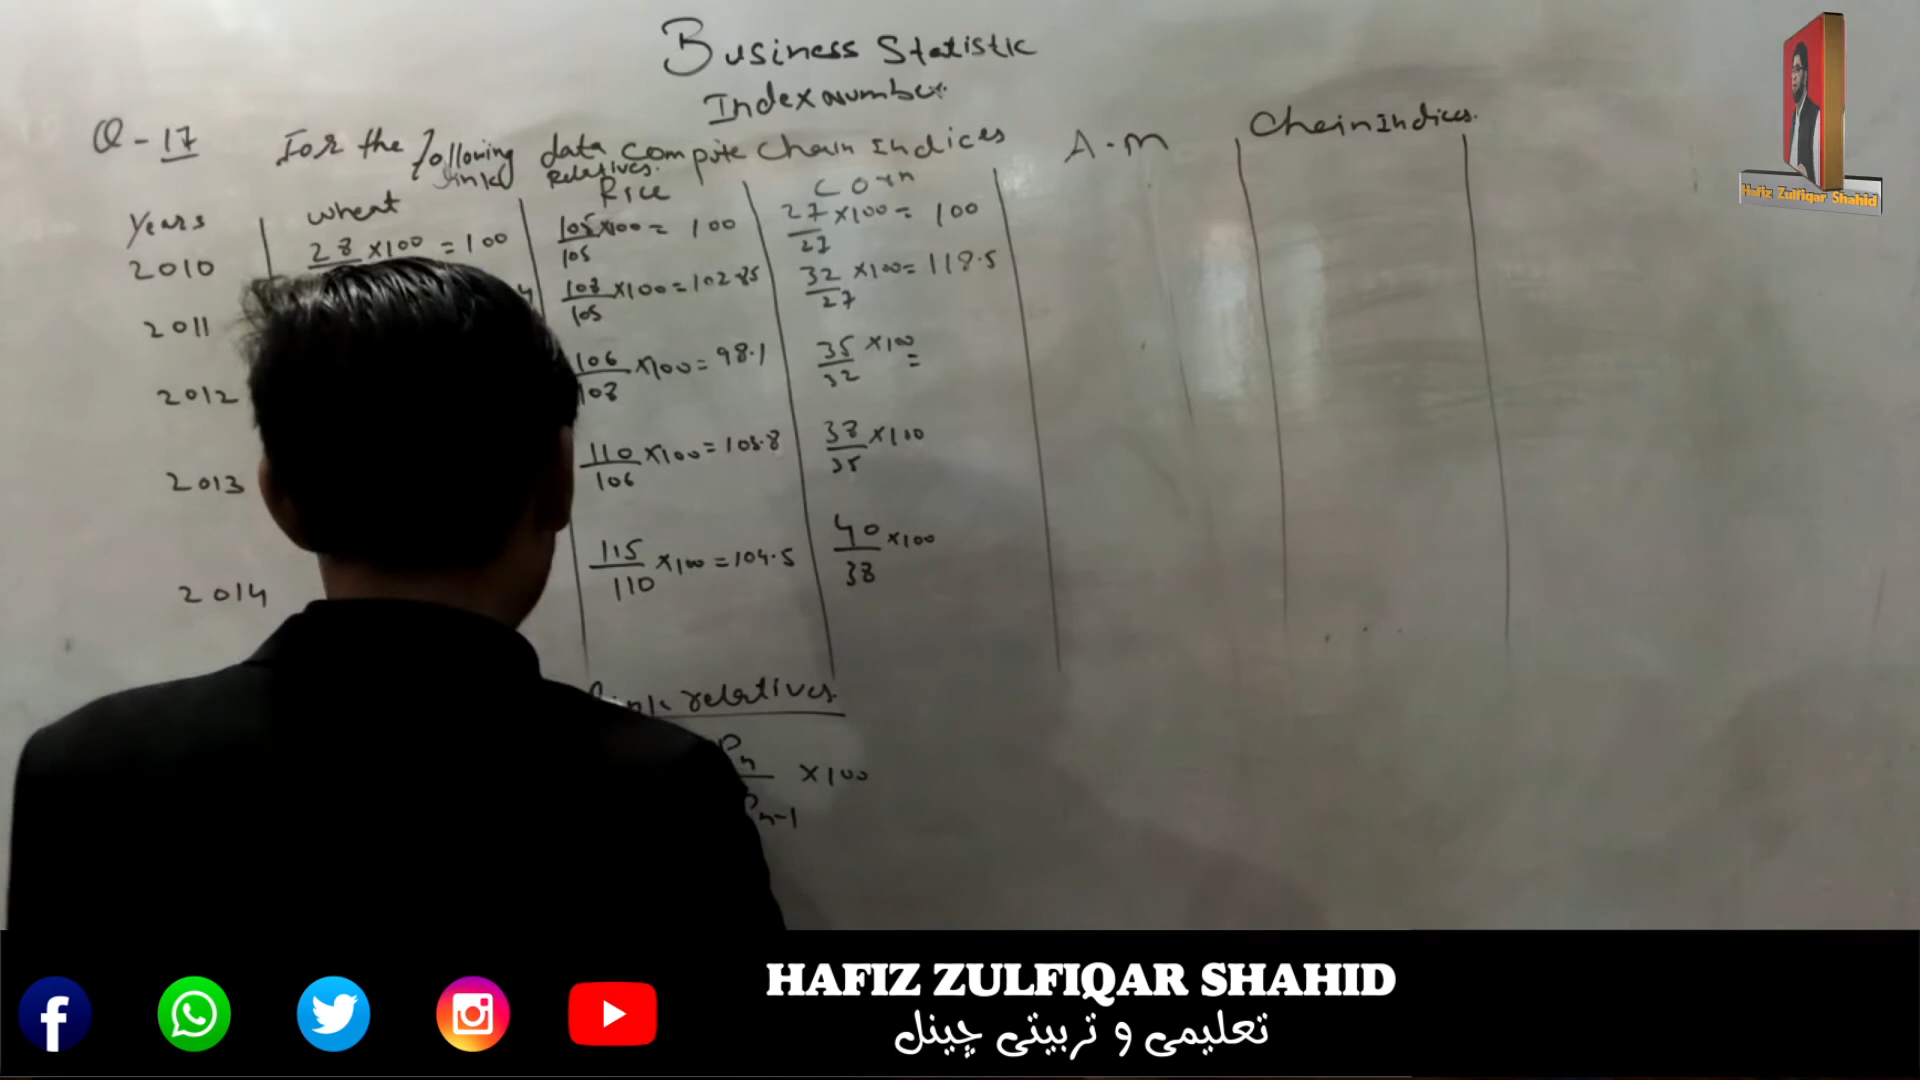 Business Statistic
Index number
Q-17 For the following data compute chain Indices
Link Relatives.
A.M
Chain Indices.
Years
wheat
Rice
Corn
2010
28 ×100 = 100
105/105 ×100 = 100
27/27 ×100 = 100
2011
108/105 ×100 = 102.85
32/27 ×100 = 118.5
2012
106/108 ×100 = 98.1
35/32 ×100 =
2013
110/106 ×100 = 103.8
38/35 ×100
2014
115/110 ×100 = 104.5
40/38 ×100
relatives.
Pn/Pn-1 ×100
Hafiz Zulfiqar Shahid
HAFIZ ZULFIQAR SHAHID
تعلیمی و تربیتی چینل